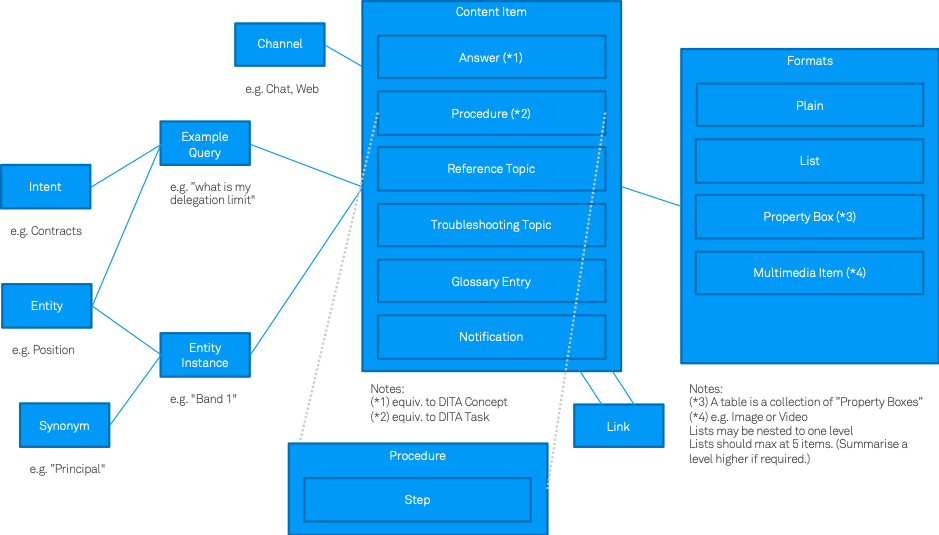 Content Item
Channel
Answer (*1)
Formats
e.g. Chat, Web
Plain
Procedure (*2)
Example
Query
List
Reference Topic
Intent
e.g. "what is my
delegation limit"
Property Box (*3)
Troubleshooting Topic
e.g. Contracts
Multimedia Item (*4)
Glossary Entry
Entity
Notification
Entity
Instance
e.g. Position
Notes:
(*1) equiv. to DITA Concept
(*2) equiv. to DITA Task
Notes:
(*3) A table is a collection of "Property Boxes"
(*4) e.g. Image or Video
Lists may be nested to one level
Lists should max at 5 items. (Summarise a
level higher if required.)
e.g. "Band 1"
Synonym
Link
Procedure
e.g. "Principal"
Step